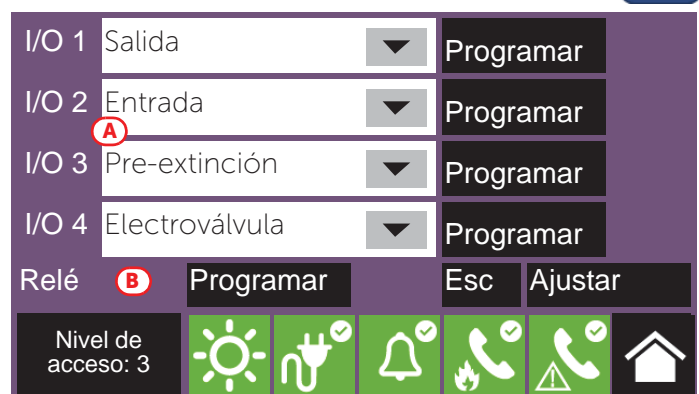 I/O 1 Salida Programar
I/O 2 Entrada Programar
A
I/O 3 Pre-extinción Programar
I/O 4 Electroválvula Programar
Relé B Programar Esc Ajustar
Nivel de
acceso: 3